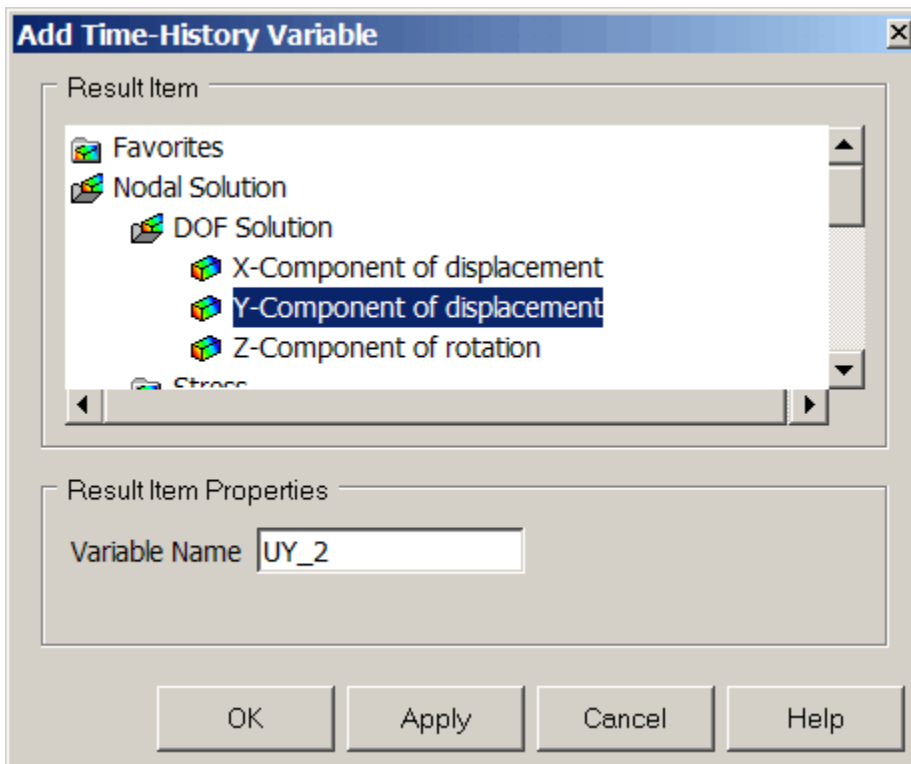 Add Time-History Variable
Result Item
Favorites
Nodal Solution
DOF Solution
X-Component of displacement
Y-Component of displacement
Z-Component of rotation
Stress
Result Item Properties
Variable Name UY_2
OK Apply Cancel Help